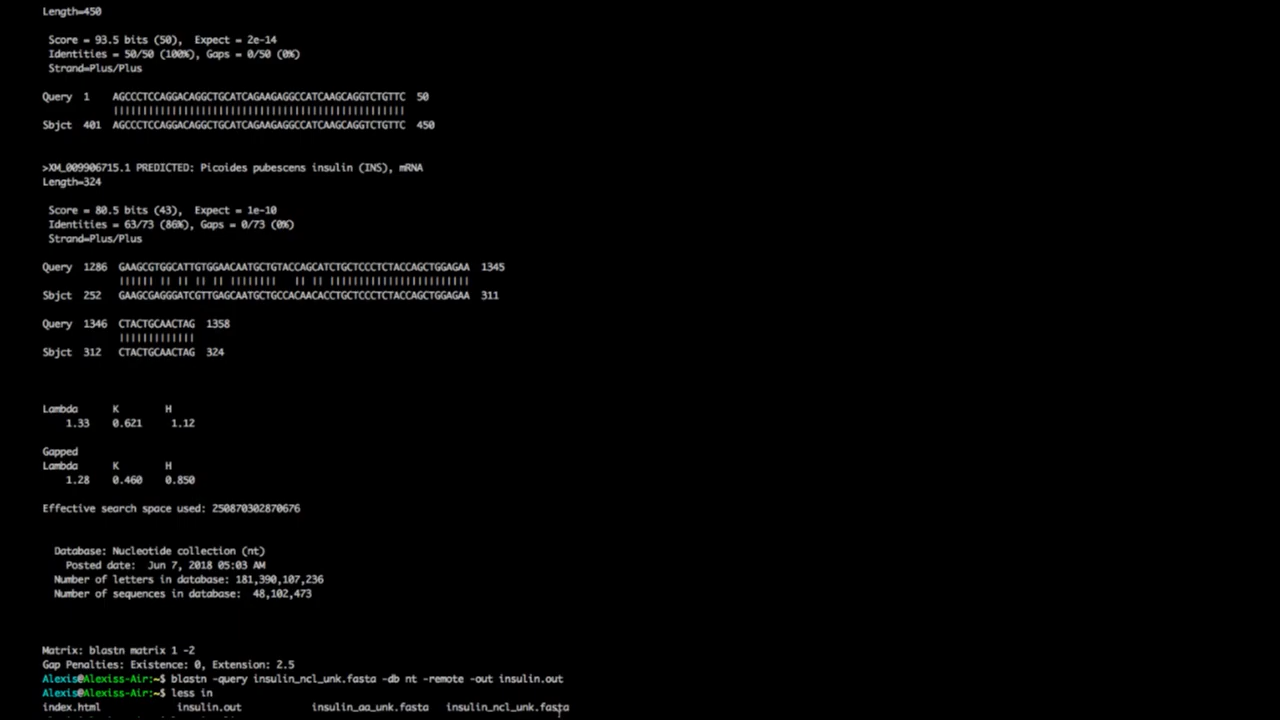 Length=450
Score = 93.5 bits (50),  Expect = 2e-14
Identities = 50/50 (100%), Gaps = 0/50 (0%)
Strand=Plus/Plus
Query  1    AGCCCTCCAGGACAGGCTGCATCAGAAGAGGCCATCAAGCAGGTCTGTTC  50
||||||||||||||||||||||||||||||||||||||||||||||||||
Sbjct  401  AGCCCTCCAGGACAGGCTGCATCAGAAGAGGCCATCAAGCAGGTCTGTTC  450
>XM_009906715.1 PREDICTED: Picoides pubescens insulin (INS), mRNA
Length=324
Score = 80.5 bits (43),  Expect = 1e-10
Identities = 63/73 (86%), Gaps = 0/73 (0%)
Strand=Plus/Plus
Query  1286  GAAGCGTGGCATTGTGGAACAATGCTGTACCAGCATCTGCTCCCTCTACCAGCTGGAGAA  1345
|||||| || || || || ||||||||   || || ||||||||||||||||||||||||
Sbjct  252   GAAGCGAGGGATCGTTGAGCAATGCTGCCACAACACCTGCTCCCTCTACCAGCTGGAGAA  311
Query  1346  CTACTGCAACTAG  1358
|||||||||||||
Sbjct  312   CTACTGCAACTAG  324
Lambda      K        H
1.33    0.621     1.12
Gapped
Lambda      K        H
1.28    0.460    0.850
Effective search space used: 250870302870676
Database: Nucleotide collection (nt)
Posted date:  Jun 7, 2018 05:03 AM
Number of letters in database: 181,390,107,236
Number of sequences in database:  48,102,473
Matrix: blastn matrix 1 -2
Gap Penalties: Existence: 0, Extension: 2.5
Alexis@Alexiss-Air:~$ blastn -query insulin_ncl_unk.fasta -db nt -remote -out insulin.out
Alexis@Alexiss-Air:~$ less in
index.html  insulin.out  insulin_aa_unk.fasta  insulin_ncl_unk.fasta